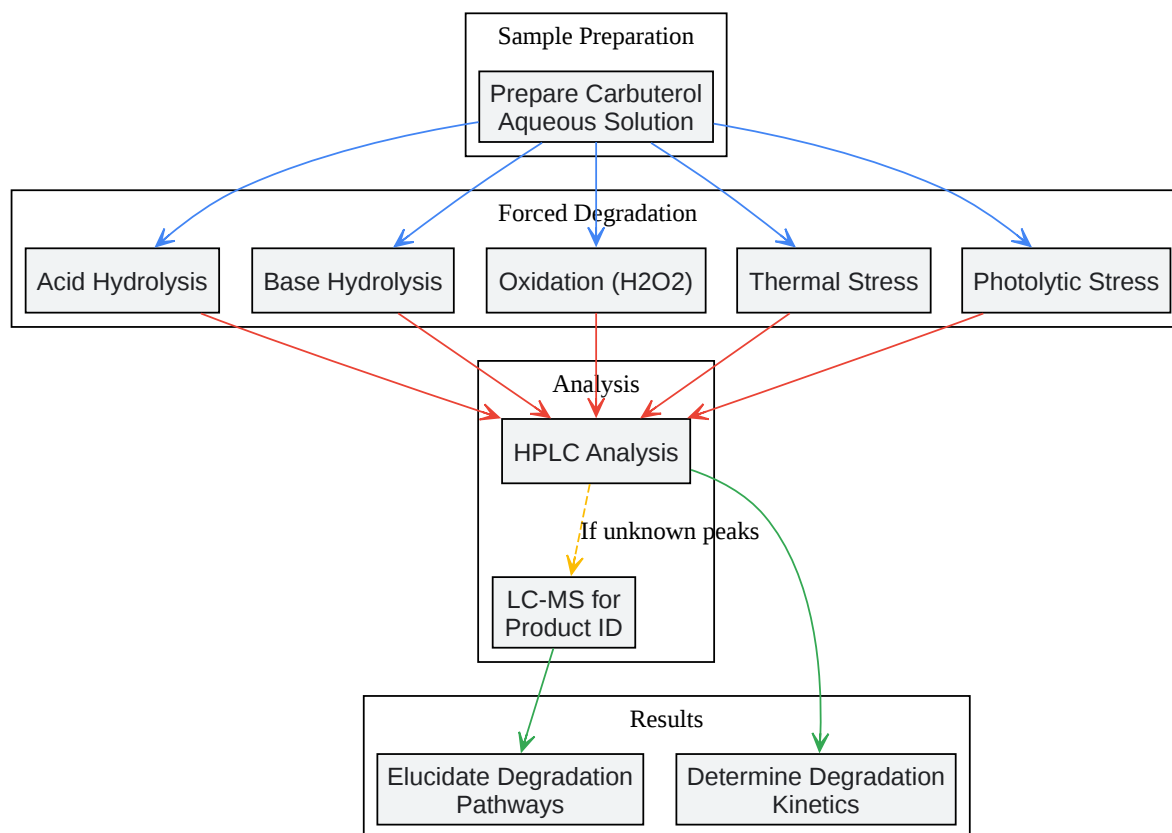 Sample Preparation
Prepare Carbuterol
Aqueous Solution
Forced Degradation
Acid Hydrolysis
Base Hydrolysis
Oxidation (H2O2)
Thermal Stress
Photolytic Stress
Analysis
HPLC Analysis
If unknown peaks
LC-MS for
Product ID
Results
Elucidate Degradation
Pathways
Determine Degradation
Kinetics